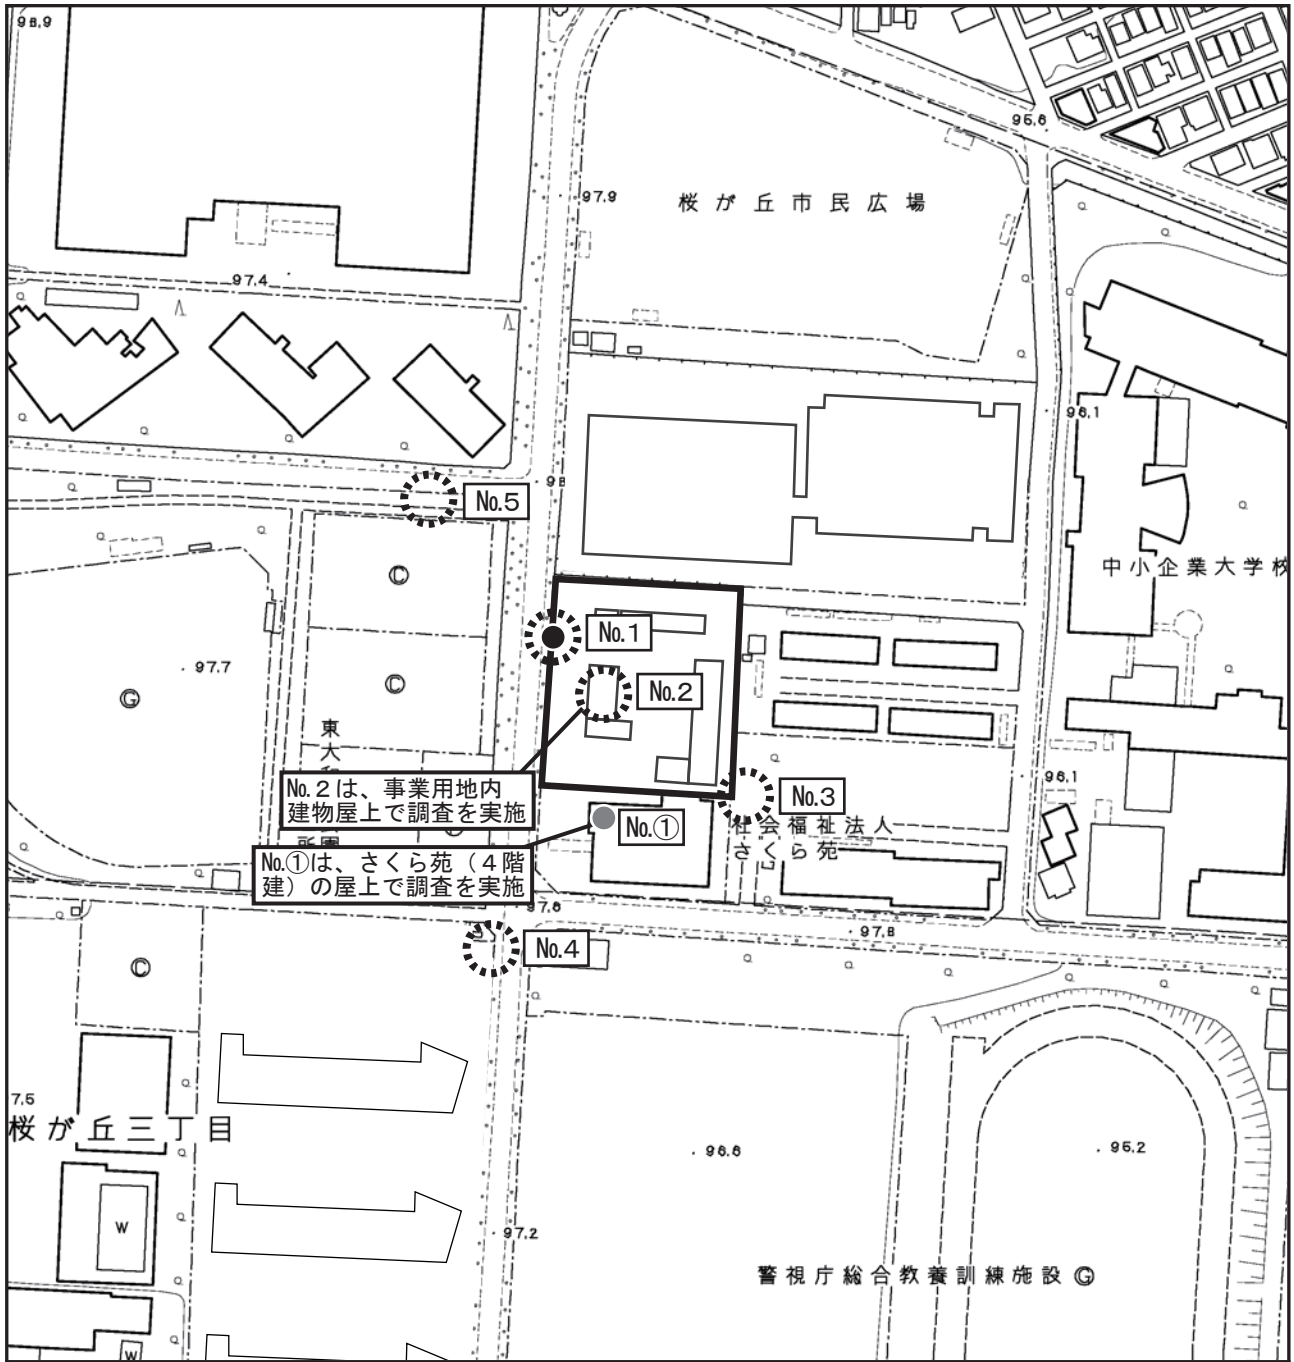 98.9
95.6
97.9
桜が丘市民広場
97.4
96.1
98
No.5
中小企業大学校
No.1
97.7
No.2
東大和
96.1
No.2は、事業用地内
建物屋上で調査を実施
No.3
No.①
社会福祉法人
さくら苑
No.①は、さくら苑（４階
建）の屋上で調査を実施
97.6
97.8
No.4
7.5
桜が丘三丁目
96.6
95.2
W
97.2
警視庁総合教養訓練施設 Ⓖ
W